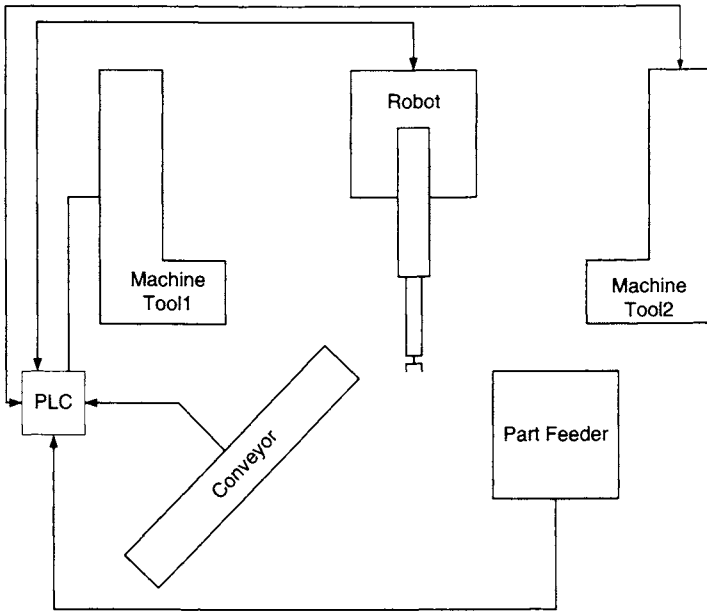 Robot
Machine
Tool1
Machine
Tool2
PLC
Conveyor
Part Feeder